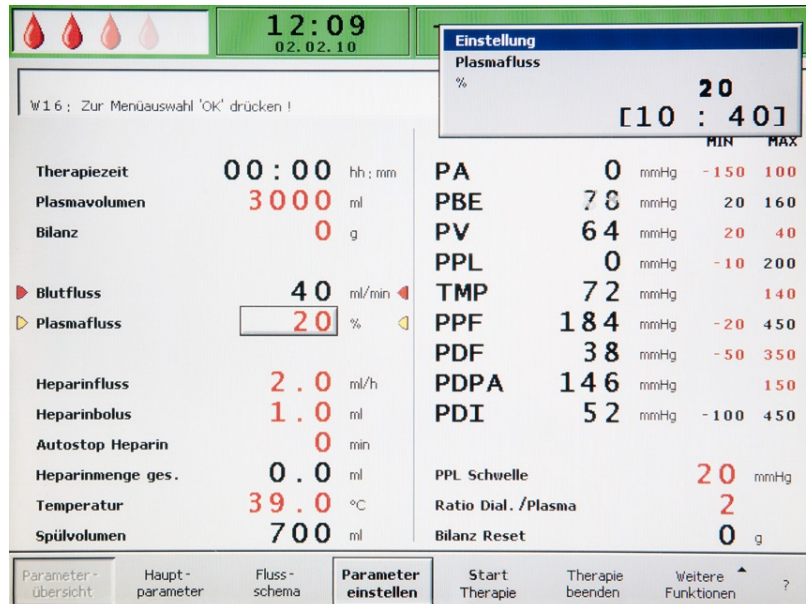 12:09
02.02.10
Einstellung
Plasmafluss
% 20
[10 : 40]
W16: Zur Menüauswahl 'OK' drücken !
MIN MAX
Therapiezeit 00:00 hh:mm
Plasmavolumen 3000 ml
Bilanz 0 g
Blutfluss 40 ml/min
Plasmafluss 20 %
Heparinfluss 2.0 ml/h
Heparinbolus 1.0 ml
Autostop Heparin 0 min
Heparinmenge ges. 0.0 ml
Temperatur 39.0 °C
Spülvolumen 700 ml
PA 0 mmHg -150 100
PBE 78 mmHg 20 160
PV 64 mmHg 20 40
PPL 0 mmHg -10 200
TMP 72 mmHg 140
PPF 184 mmHg -20 450
PDF 38 mmHg -50 350
PDPA 146 mmHg 150
PDI 52 mmHg -100 450
PPL Schwelle 20 mmHg
Ratio Dial./Plasma 2
Bilanz Reset 0 g
Parameter-
übersicht
Haupt-
parameter
Fluss-
schema
Parameter
einstellen
Start
Therapie
Therapie
beenden
Weitere
Funktionen
?